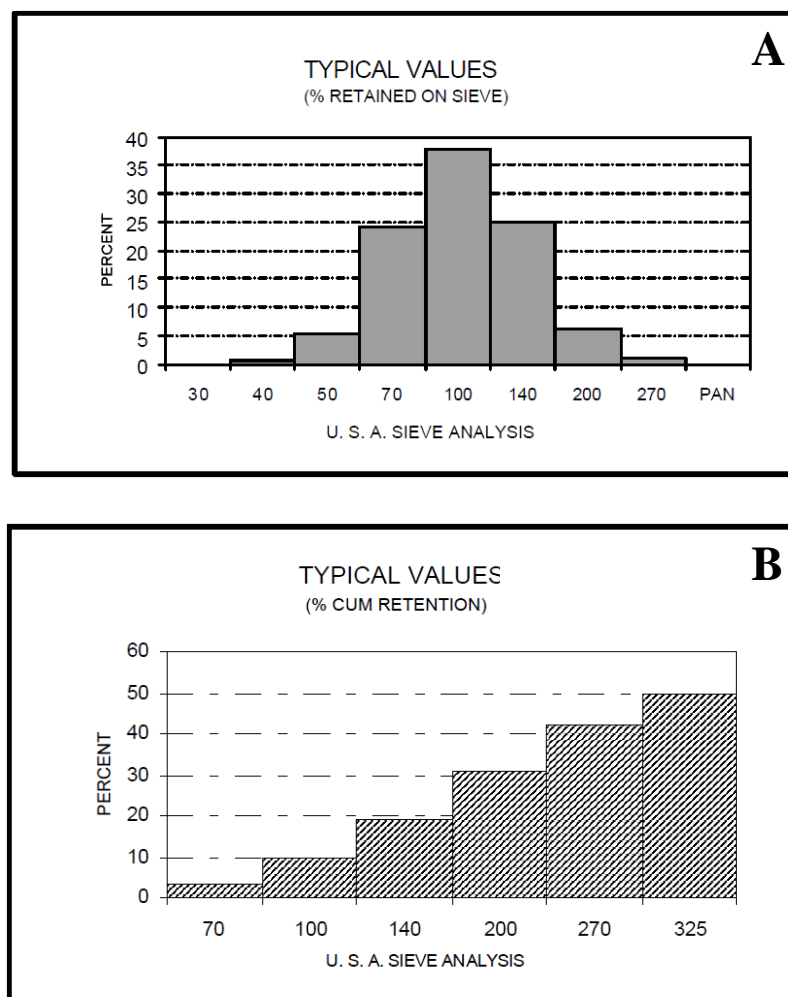 A
TYPICAL VALUES
(% RETAINED ON SIEVE)
40
35
30
25
20
15
10
5
0
PERCENT
30 40 50 70 100 140 200 270 PAN
U. S. A. SIEVE ANALYSIS
B
TYPICAL VALUES
(% CUM RETENTION)
60
50
40
30
20
10
0
PERCENT
70 100 140 200 270 325
U. S. A. SIEVE ANALYSIS